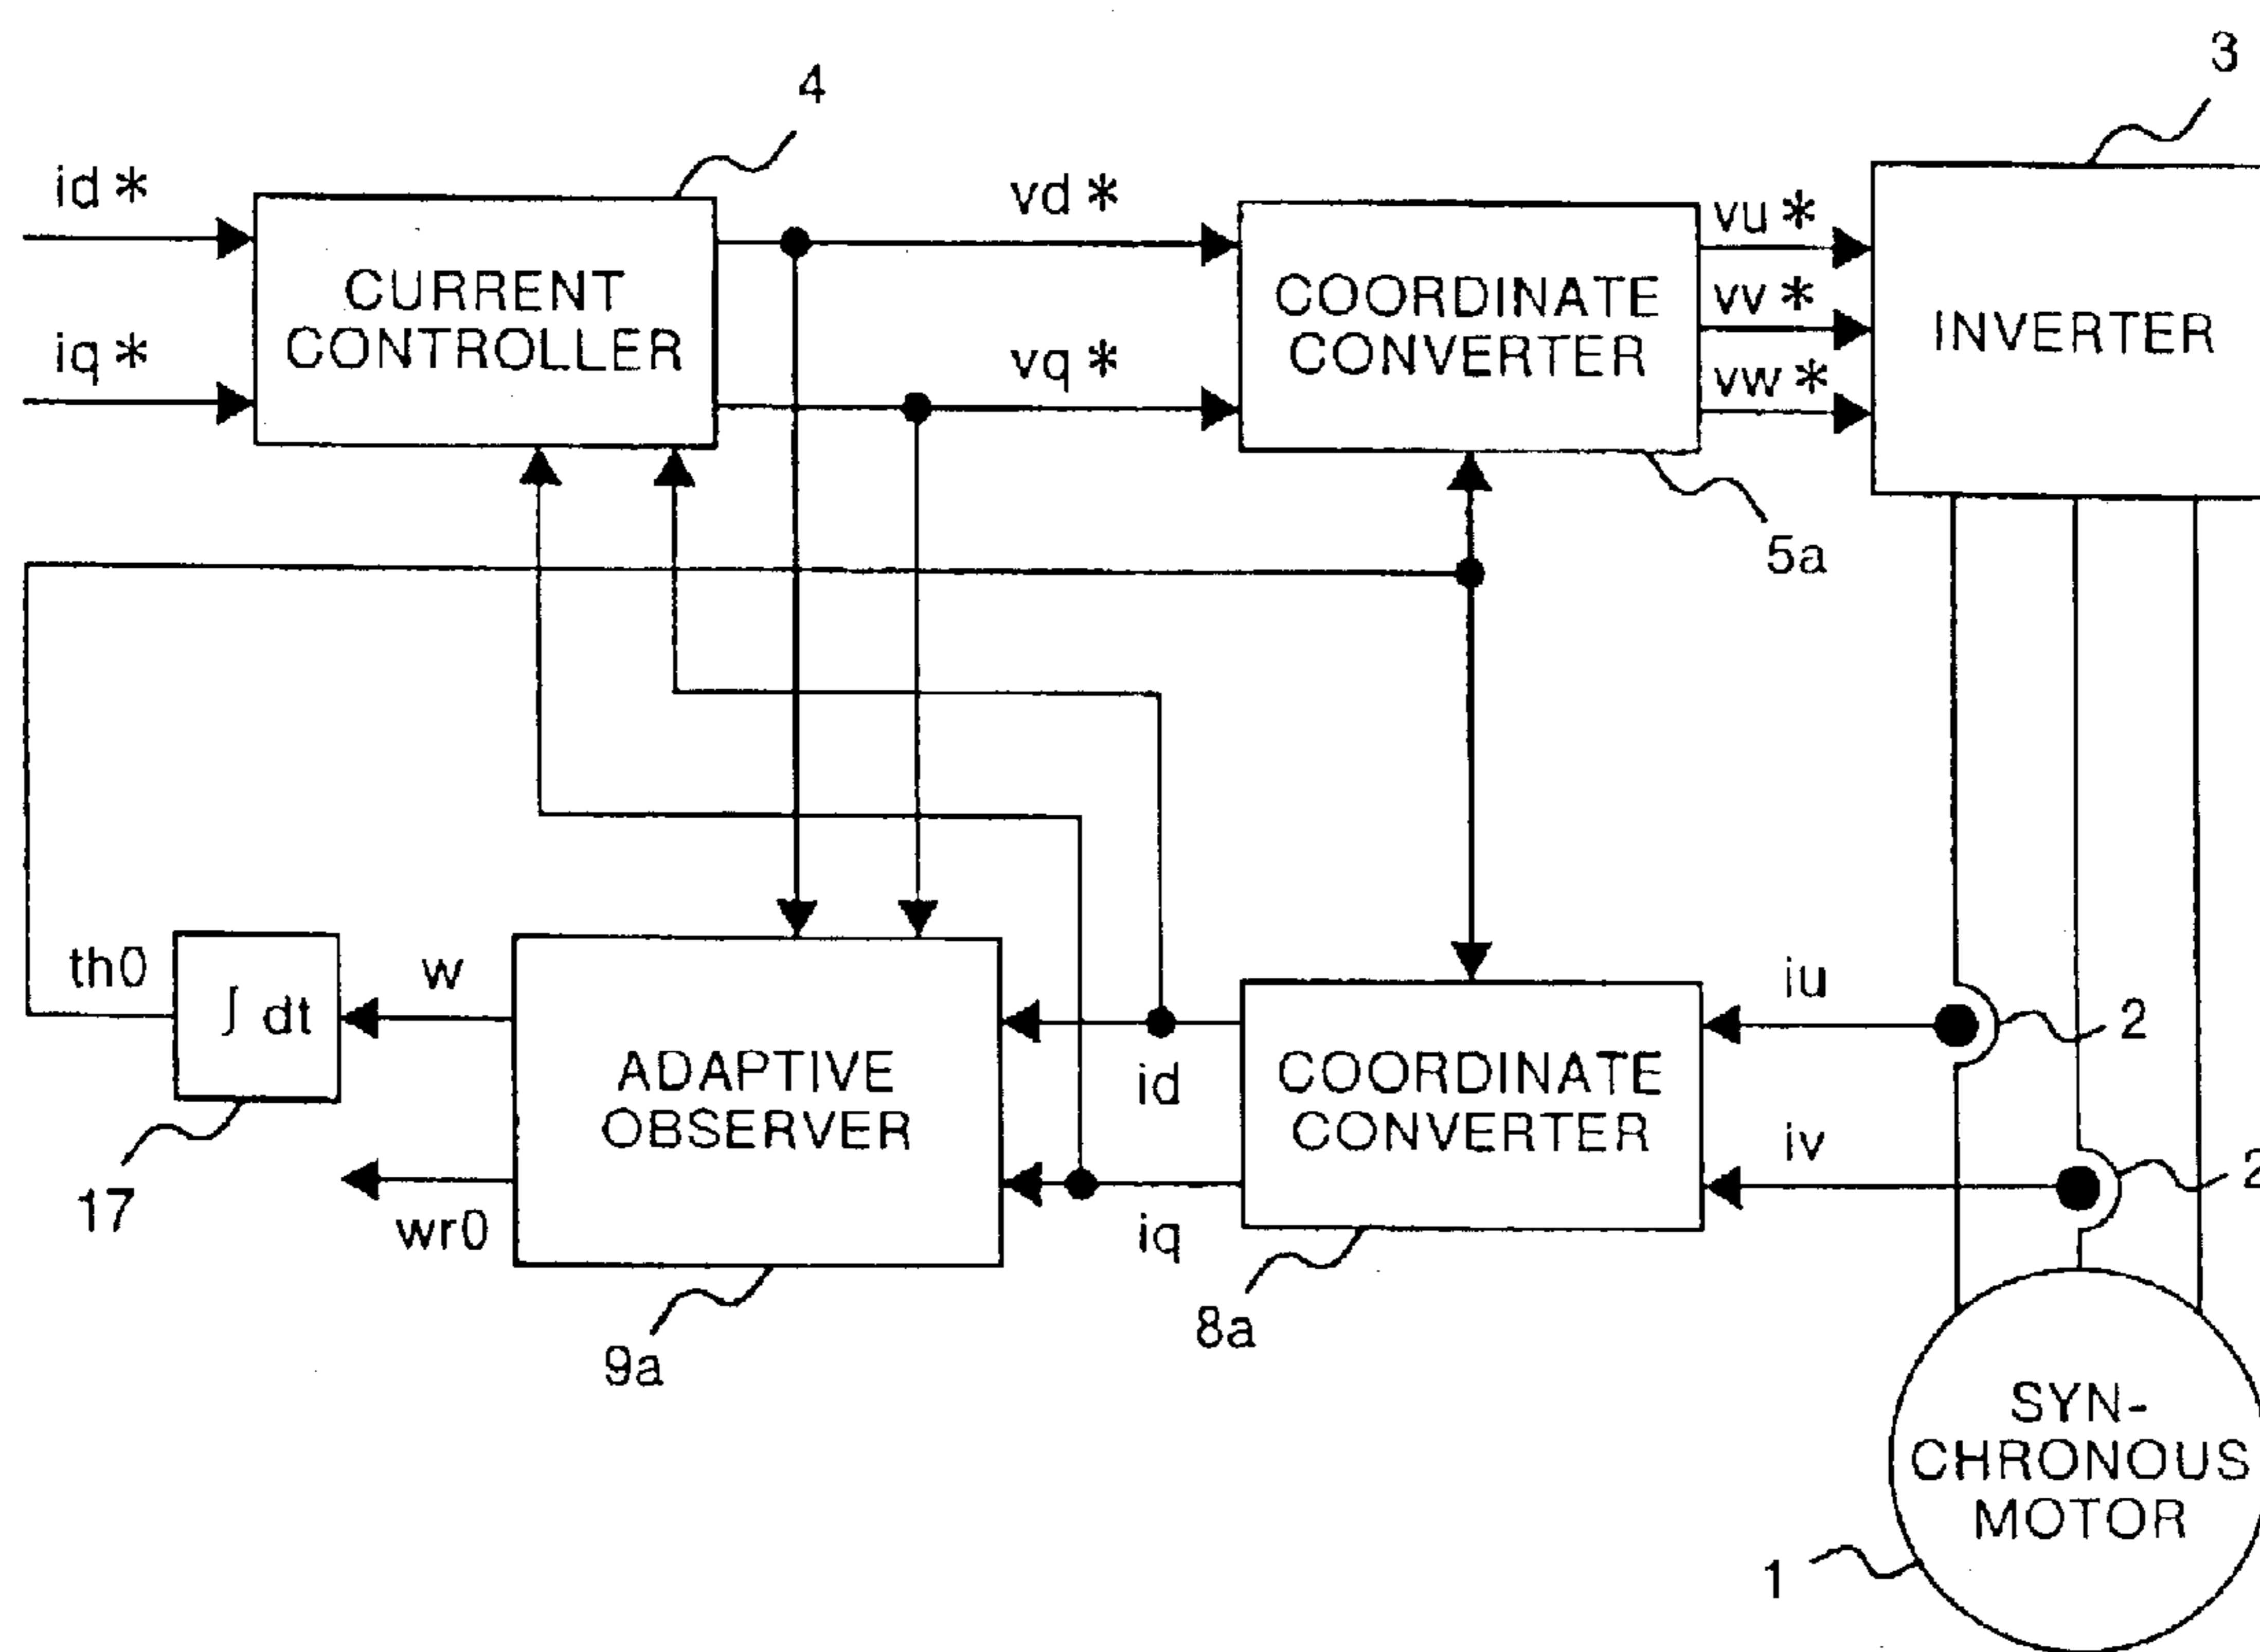 3
4
id*
vd*
vu*
CURRENT
CONTROLLER
COORDINATE
CONVERTER
vv*
INVERTER
iq*
vq*
vw*
5a
th0
w
∫ dt
iu
2
ADAPTIVE
OBSERVER
id
COORDINATE
CONVERTER
iv
2
17
wr0
iq
8a
9a
SYN-
CHRONOUS
MOTOR
1